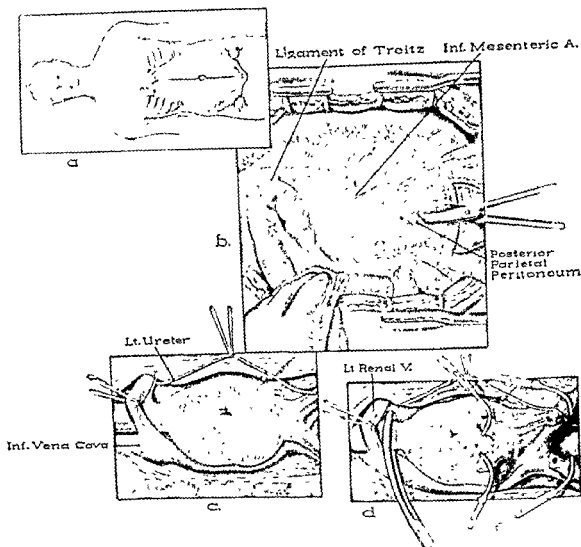 a
Ligament of Treitz
Inf. Mesenteric A.
b.
Posterior
Parietal
Peritoneum
Lt. Ureter
Inf. Vena Cava
c.
Lt Renal V.
d